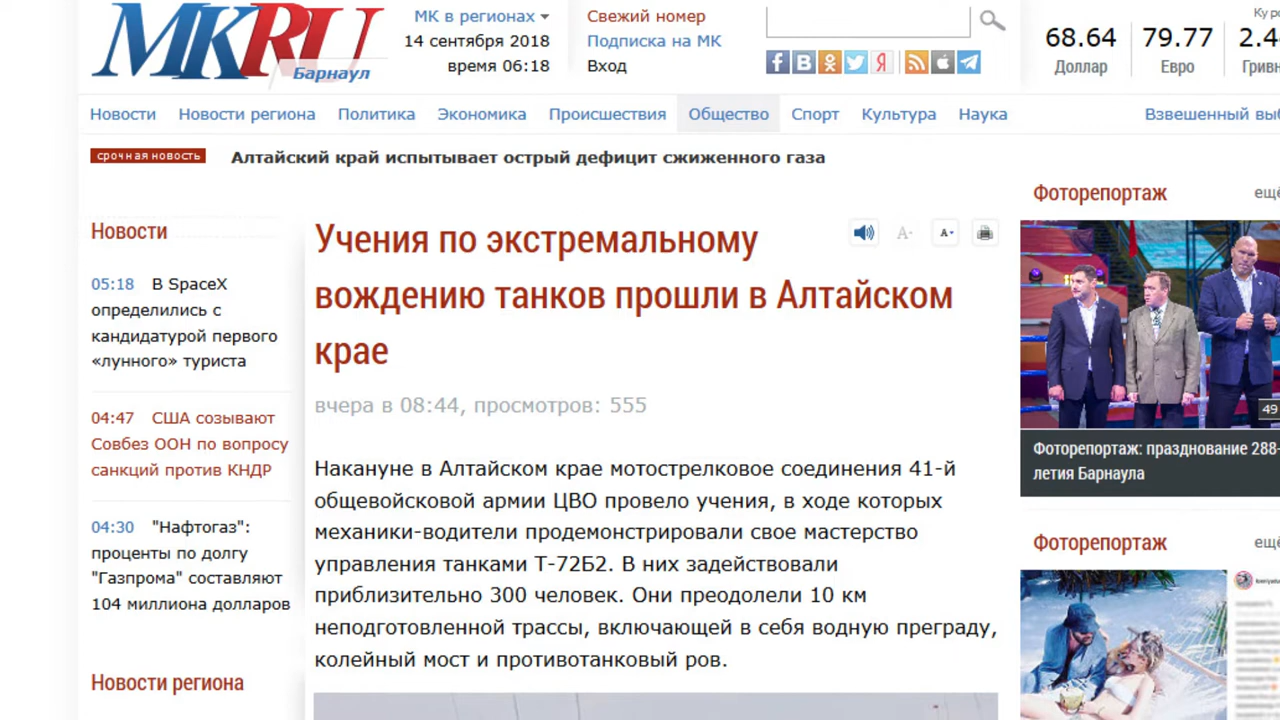 MKRU
Барнаул
МК в регионах
14 сентября 2018
время 06:18
Свежий номер
Подписка на МК
Вход
68.64
Доллар
79.77
Евро
Новости
Новости региона
Политика
Экономика
Происшествия
Общество
Спорт
Культура
Наука
Взвешенный
срочная новость
Алтайский край испытывает острый дефицит сжиженного газа
Новости
05:18 В SpaceX
определились с
кандидатурой первого
«лунного» туриста
04:47 США созывают
Совбез ООН по вопросу
санкций против КНДР
04:30 "Нафтогаз":
проценты по долгу
"Газпрома" составляют
104 миллиона долларов
Новости региона
Учения по экстремальному
вождению танков прошли в Алтайском
крае
вчера в 08:44, просмотров: 555
Накануне в Алтайском крае мотострелковое соединения 41-й
общевойсковой армии ЦВО провело учения, в ходе которых
механики-водители продемонстрировали свое мастерство
управления танками Т-72Б2. В них задействовали
приблизительно 300 человек. Они преодолели 10 км
неподготовленной трассы, включающей в себя водную преграду,
колейный мост и противотанковый ров.
Фоторепортаж
ещё
49
Фоторепортаж: празднование 288-
летия Барнаула
Фоторепортаж
ещё